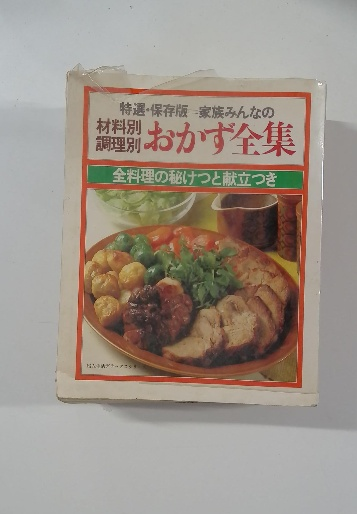 特選・保存版＝家族みんなの
材料別
調理別
おかず全集
全料理の秘けつと献立つき